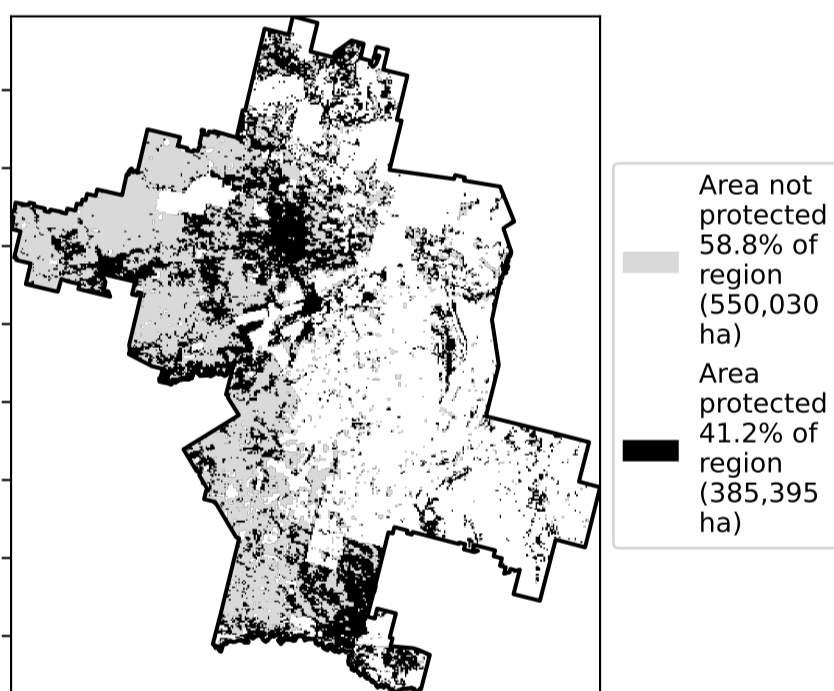 Area not
protected
58.8% of
region
(550,030
ha)
Area
protected
41.2% of
region
(385,395
ha)